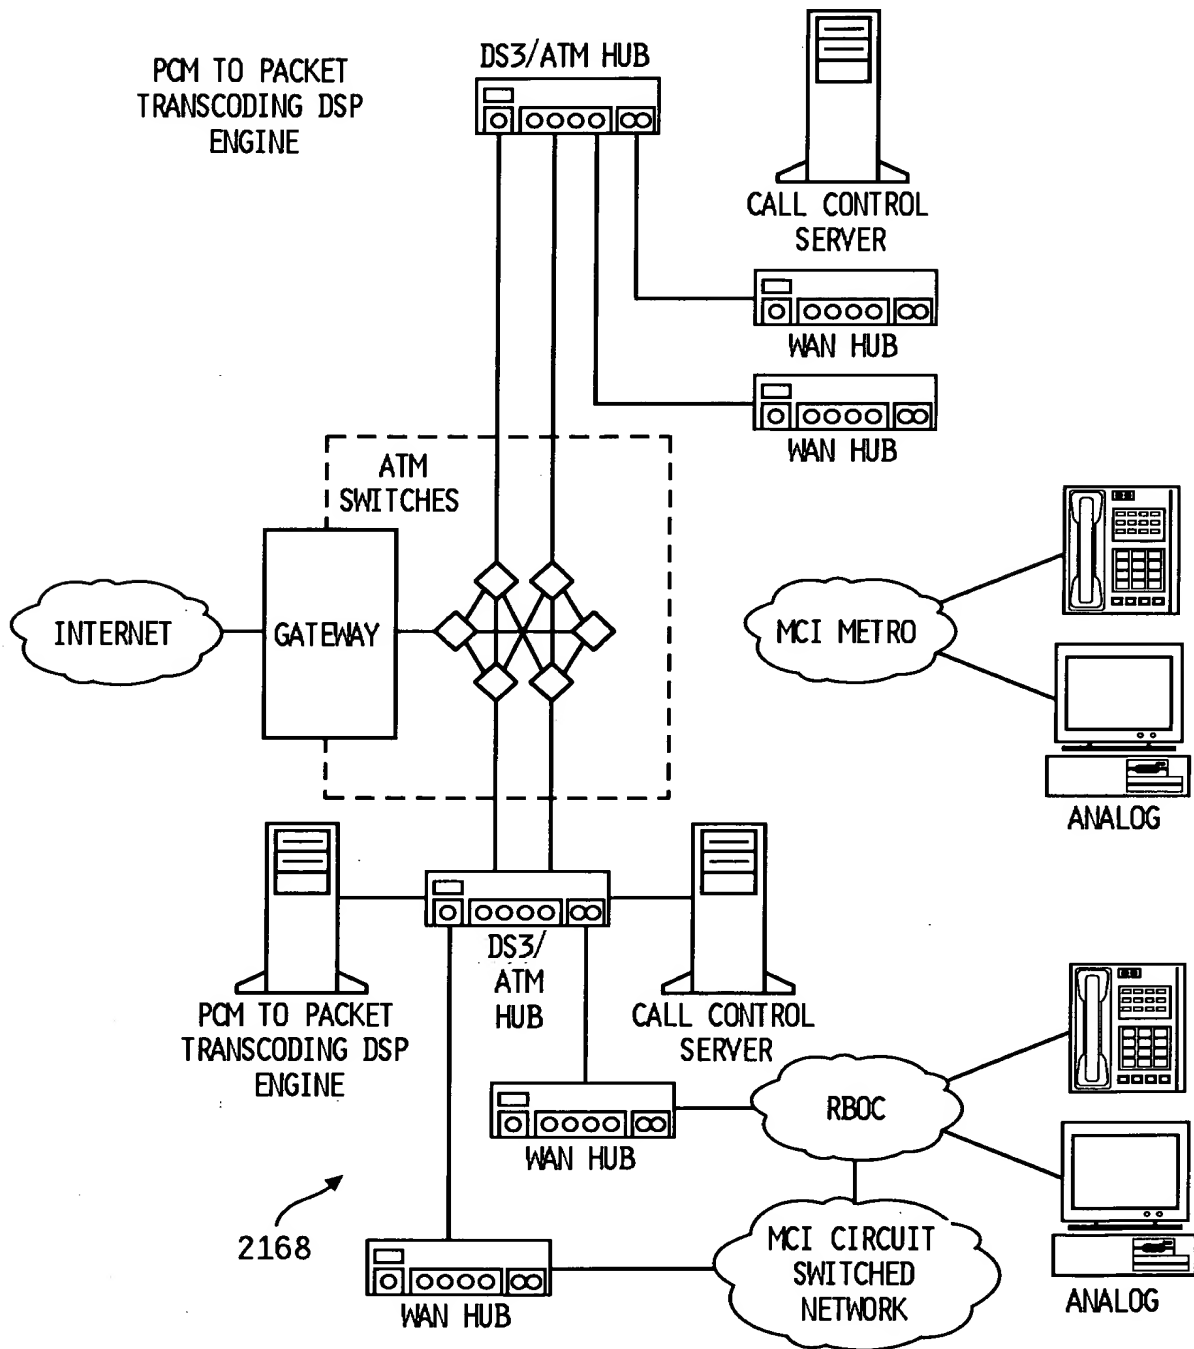 DS3/ATM HUB
PCM TO PACKET
TRANSCODING DSP
ENGINE
CALL CONTROL
SERVER
WAN HUB
WAN HUB
ATM
SWITCHES
INTERNET
GATEWAY
MCI METRO
ANALOG
DS3/
ATM
HUB
PCM TO PACKET
TRANSCODING DSP
ENGINE
CALL CONTROL
SERVER
RBOC
WAN HUB
2168
MCI CIRCUIT
SWITCHED
NETWORK
WAN HUB
ANALOG